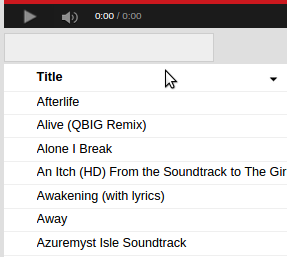 0:00 / 0:00
Title
Afterlife
Alive (QBIG Remix)
Alone I Break
An Itch (HD) From the Soundtrack to The Gir
Awakening (with lyrics)
Away
Azuremyst Isle Soundtrack